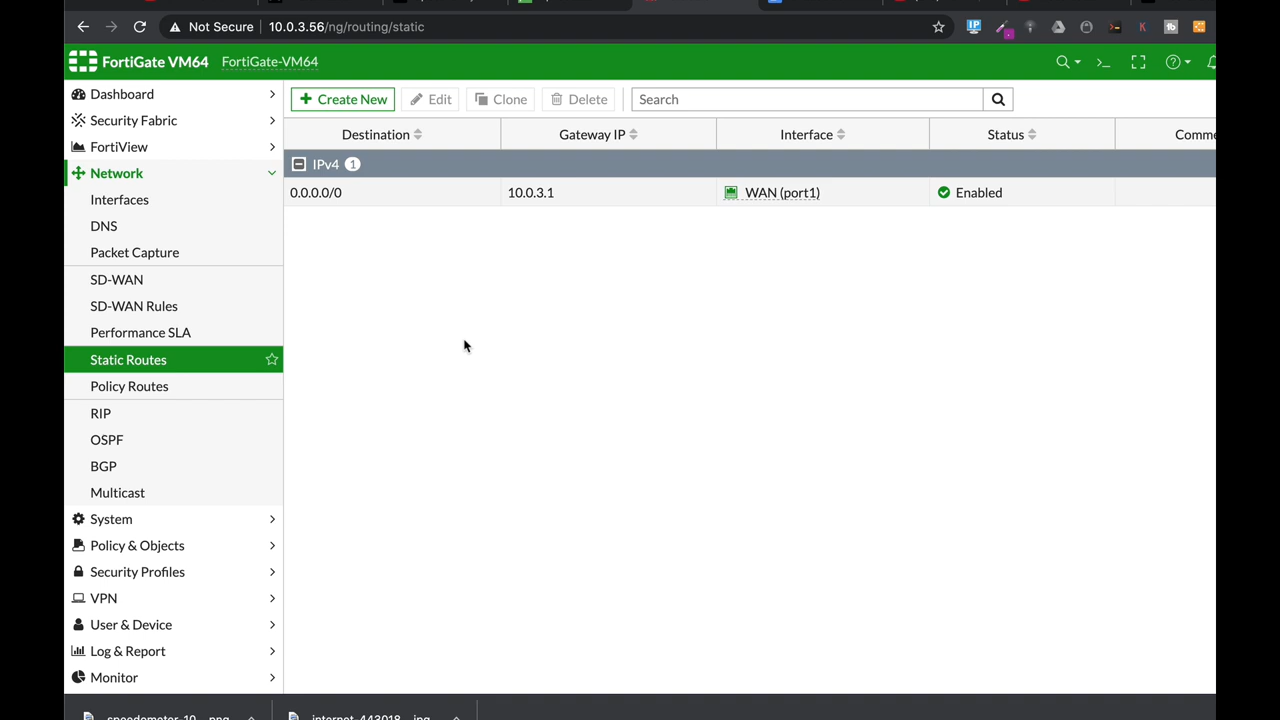 Not Secure 10.0.3.56/ng/routing/static
FortiGate VM64 FortiGate-VM64
Dashboard
Security Fabric
FortiView
Network
Interfaces
DNS
Packet Capture
SD-WAN
SD-WAN Rules
Performance SLA
Static Routes
Policy Routes
RIP
OSPF
BGP
Multicast
System
Policy & Objects
Security Profiles
VPN
User & Device
Log & Report
Monitor
Create New Edit Clone Delete Search
Destination Gateway IP Interface Status Comme
IPv4 1
0.0.0.0/0 10.0.3.1 WAN (port1) Enabled